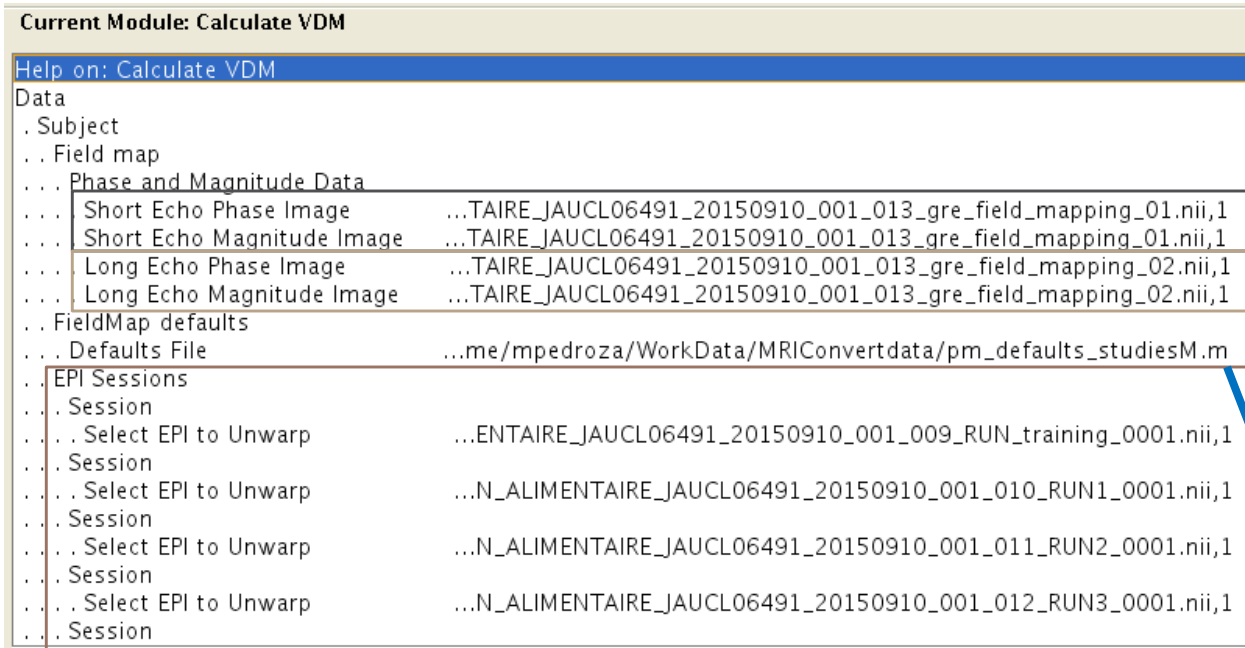 Current Module: Calculate VDM
Help on: Calculate VDM
Data
. Subject
. . Field map
. . . Phase and Magnitude Data
. . . . Short Echo Phase Image ...TAIRE_JAUCL06491_20150910_001_013_gre_field_mapping_01.nii,1
. . . . Short Echo Magnitude Image ...TAIRE_JAUCL06491_20150910_001_013_gre_field_mapping_01.nii,1
. . . . Long Echo Phase Image ...TAIRE_JAUCL06491_20150910_001_013_gre_field_mapping_02.nii,1
. . . . Long Echo Magnitude Image ...TAIRE_JAUCL06491_20150910_001_013_gre_field_mapping_02.nii,1
. . FieldMap defaults
. . . Defaults File ...me/mpedroza/WorkData/MRIConvertdata/pm_defaults_studiesM.m
. . EPI Sessions
. . . Session
. . . . Select EPI to Unwarp ...ENTAIRE_JAUCL06491_20150910_001_009_RUN_training_0001.nii,1
. . . Session
. . . . Select EPI to Unwarp ...N_ALIMENTAIRE_JAUCL06491_20150910_001_010_RUN1_0001.nii,1
. . . Session
. . . . Select EPI to Unwarp ...N_ALIMENTAIRE_JAUCL06491_20150910_001_011_RUN2_0001.nii,1
. . . Session
. . . . Select EPI to Unwarp ...N_ALIMENTAIRE_JAUCL06491_20150910_001_012_RUN3_0001.nii,1
. . . Session